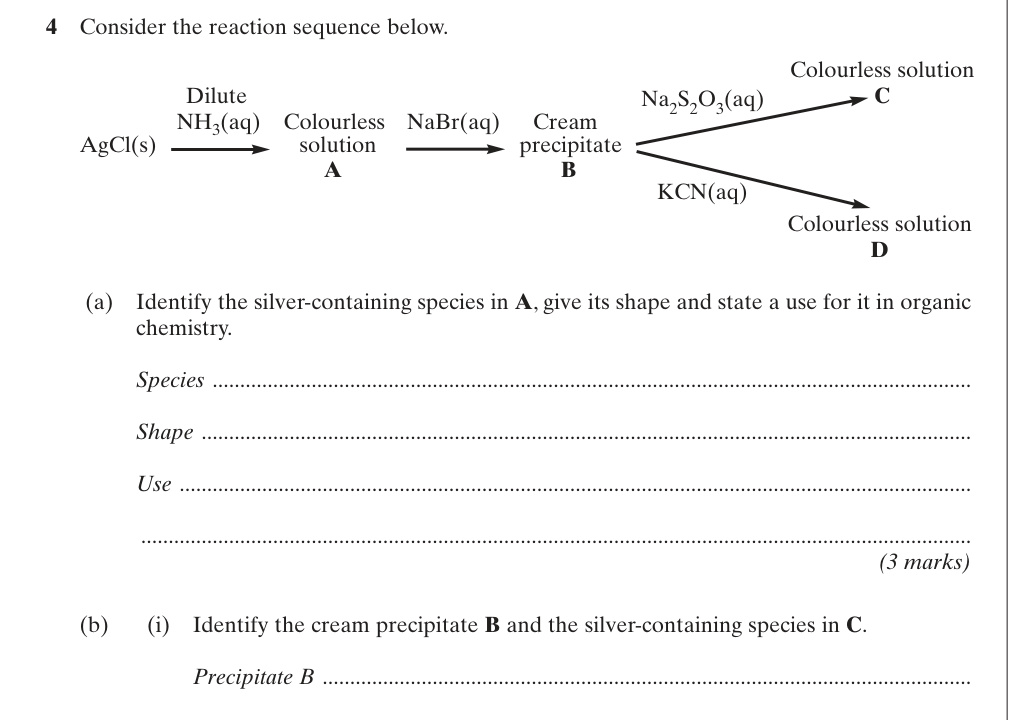 4 Consider the reaction sequence below.
Colourless solution
C
Dilute
NH₃(aq)
AgCl(s)
Colourless
solution
A
NaBr(aq)
Cream
precipitate
B
Na₂S₂O₃(aq)
KCN(aq)
Colourless solution
D
(a) Identify the silver-containing species in A, give its shape and state a use for it in organic
chemistry.
Species ........................................................................
Shape ........................................................................
Use ........................................................................
........................................................................
(3 marks)
(b) (i) Identify the cream precipitate B and the silver-containing species in C.
Precipitate B ........................................................................